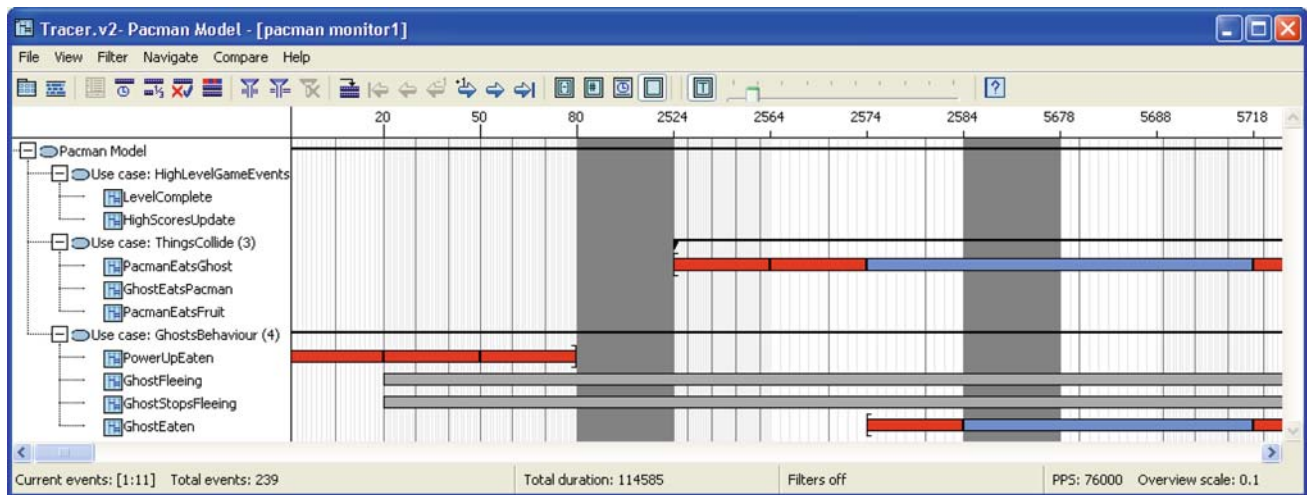 Tracer.v2- Pacman Model - [pacman monitor1]
File View Filter Navigate Compare Help
20 50 80 2524 2564 2574 2584 5678 5688 5718
Pacman Model
Use case: HighLevelGameEvents
LevelComplete
HighScoresUpdate
Use case: ThingsCollide (3)
PacmanEatsGhost
GhostEatsPacman
PacmanEatsFruit
Use case: GhostsBehaviour (4)
PowerUpEaten
GhostFleeing
GhostStopsFleeing
GhostEaten
Current events: [1:11] Total events: 239 Total duration: 114585 Filters off PPS: 76000 Overview scale: 0.1